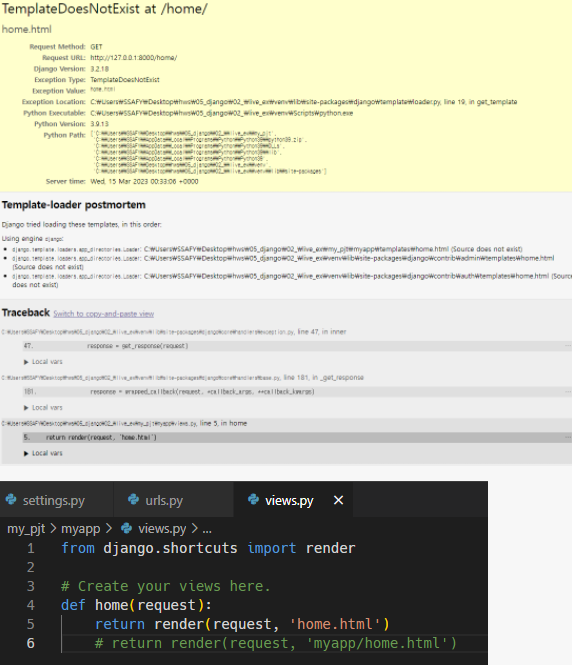 TemplateDoesNotExist at /home/
home.html
Request Method: GET
Request URL: http://127.0.0.1:8000/home/
Django Version: 3.2.18
Exception Type: TemplateDoesNotExist
Exception Value: home.html
Exception Location: C:₩Users₩SSAFY₩Desktop₩hws₩05_django₩02_₩live_ex₩venv₩lib₩site-packages₩django₩template₩loader.py, line 19, in get_template
Python Executable: C:₩Users₩SSAFY₩Desktop₩hws₩05_django₩02_₩live_ex₩venv₩Scripts₩python.exe
Python Version: 3.9.13
Python Path:
Server time: Wed, 15 Mar 2023 00:33:06 +0000
Template-loader postmortem
Django tried loading these templates, in this order:
Using engine django:
• django.template.loaders.app_directories.Loader: C:₩Users₩SSAFY₩Desktop₩hws₩05_django₩02_₩live_ex₩my_pjt₩myapp₩templates₩home.html (Source does not exist)
• django.template.loaders.app_directories.Loader: C:₩Users₩SSAFY₩Desktop₩hws₩05_django₩02_₩live_ex₩venv₩lib₩site-packages₩django₩contrib₩admin₩templates₩home.html
(Source does not exist)
• django.template.loaders.app_directories.Loader: C:₩Users₩SSAFY₩Desktop₩hws₩05_django₩02_₩live_ex₩venv₩lib₩site-packages₩django₩contrib₩auth₩templates₩home.html (Source
does not exist)
Traceback Switch to copy-and-paste view
C:₩Users₩SSAFY₩Desktop₩hws₩05_django₩02_₩live_ex₩venv₩lib₩site-packages₩django₩core₩handlers₩exception.py, line 47, in inner
47. response = get_response(request)
▶ Local vars
C:₩Users₩SSAFY₩Desktop₩hws₩05_django₩02_₩live_ex₩venv₩lib₩site-packages₩django₩core₩handlers₩base.py, line 181, in _get_response
181. response = wrapped_callback(request, *callback_args, **callback_kwargs)
▶ Local vars
C:₩Users₩SSAFY₩Desktop₩hws₩05_django₩02_₩live_ex₩my_pjt₩myapp₩views.py, line 5, in home
5. return render(request, 'home.html')
▶ Local vars
settings.py urls.py views.py ×
my_pjt > myapp > views.py > ...
1 from django.shortcuts import render
2
3 # Create your views here.
4 def home(request):
5 return render(request, 'home.html')
6 # return render(request, 'myapp/home.html')